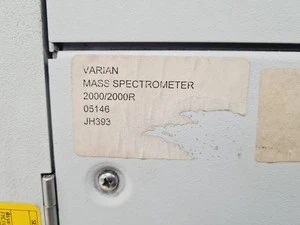 VARIAN
MASS SPECTROMETER
2000/2000R
05146
JH393